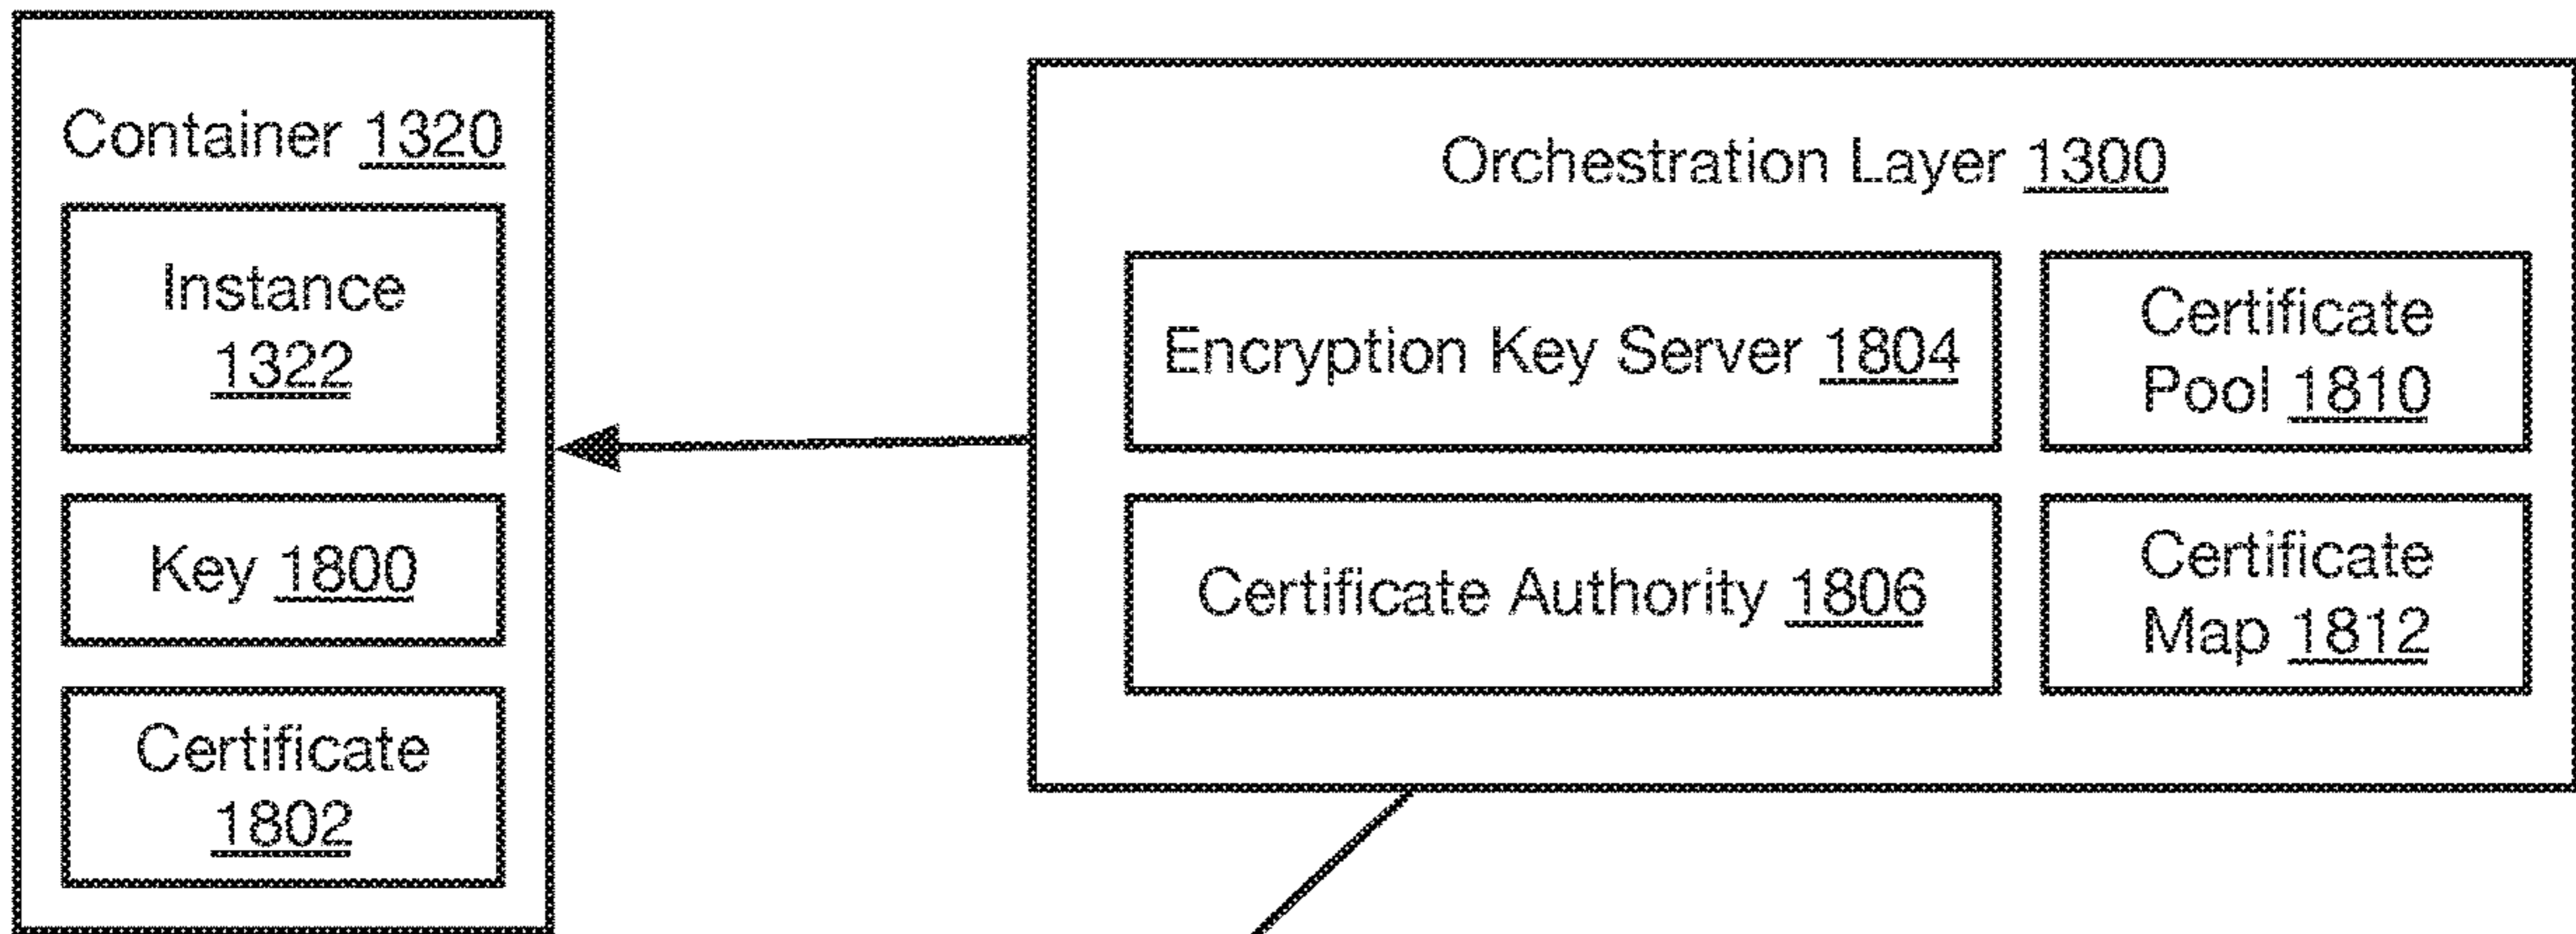 Container 1320
Instance
1322
Key 1800
Certificate
1802
Orchestration Layer 1300
Encryption Key Server 1804
Certificate
Pool 1810
Certificate Authority 1806
Certificate
Map 1812